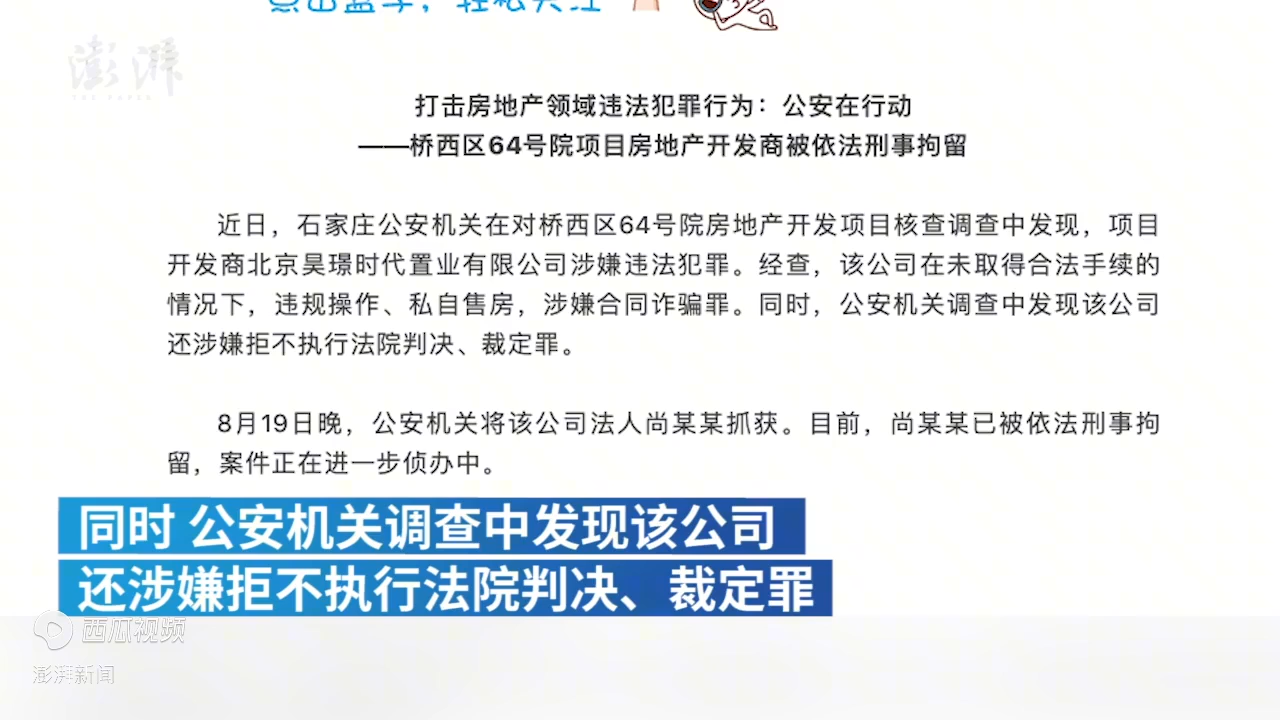 点击蓝字，轻松关注
澎湃
THE PAPER
打击房地产领域违法犯罪行为：公安在行动
——桥西区64号院项目房地产开发商被依法刑事拘留
近日，石家庄公安机关在对桥西区64号院房地产开发项目核查调查中发现，项目
开发商北京昊璟时代置业有限公司涉嫌违法犯罪。经查，该公司在未取得合法手续的
情况下，违规操作、私自售房，涉嫌合同诈骗罪。同时，公安机关调查中发现该公司
还涉嫌拒不执行法院判决、裁定罪。
8月19日晚，公安机关将该公司法人尚某某抓获。目前，尚某某已被依法刑事拘
留，案件正在进一步侦办中。
同时 公安机关调查中发现该公司
还涉嫌拒不执行法院判决、裁定罪
西瓜视频
澎湃新闻